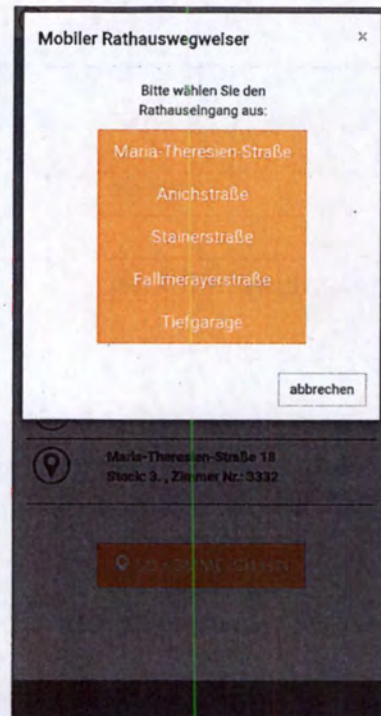 Mobiler Rathauswegweiser ×
Bitte wählen Sie den
Rathauseingang aus:
Maria-Theresien-Straße
Anichstraße
Stainerstraße
Fallmerayerstraße
Tiefgarage
abbrechen
Maria-Theresien-Straße 18
Stock: 3. , Zimmer Nr.: 3332